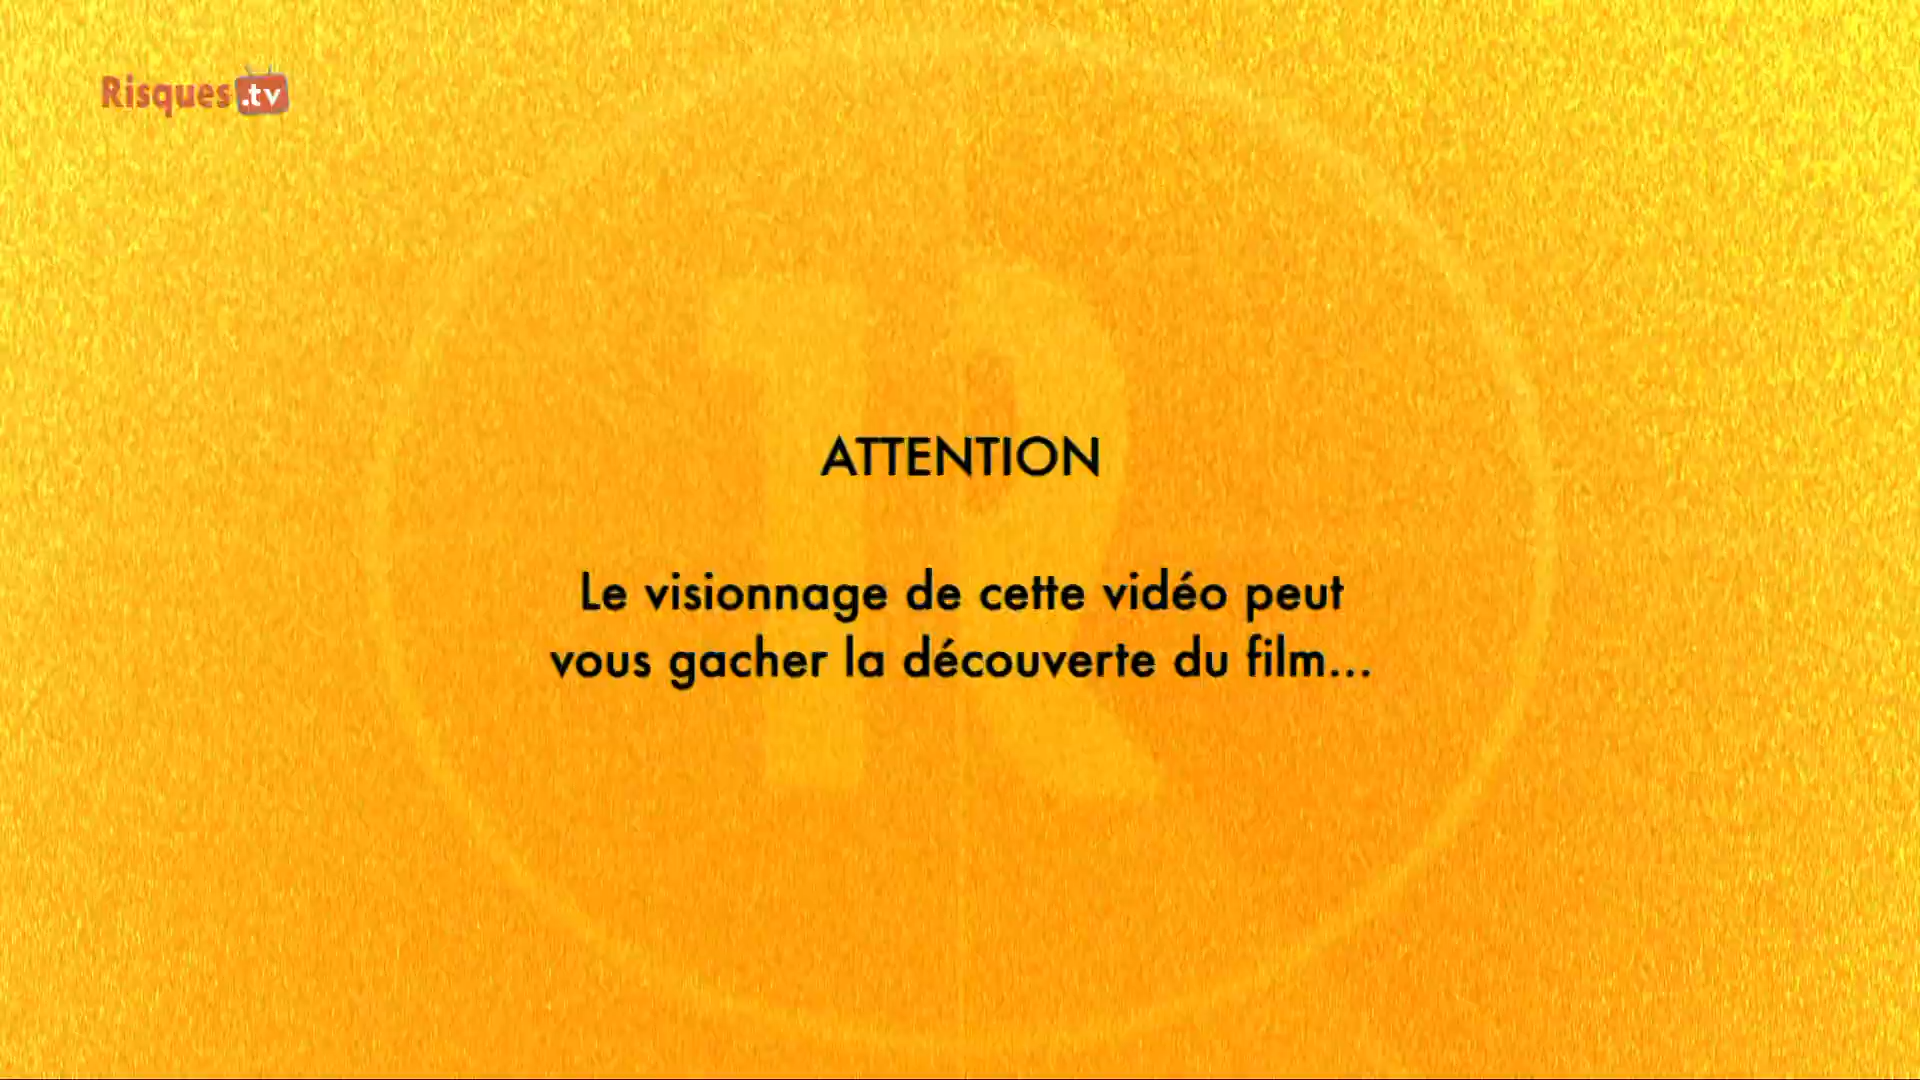 Risques.tv
R
ATTENTION
Le visionnage de cette vidéo peut
vous gacher la découverte du film...